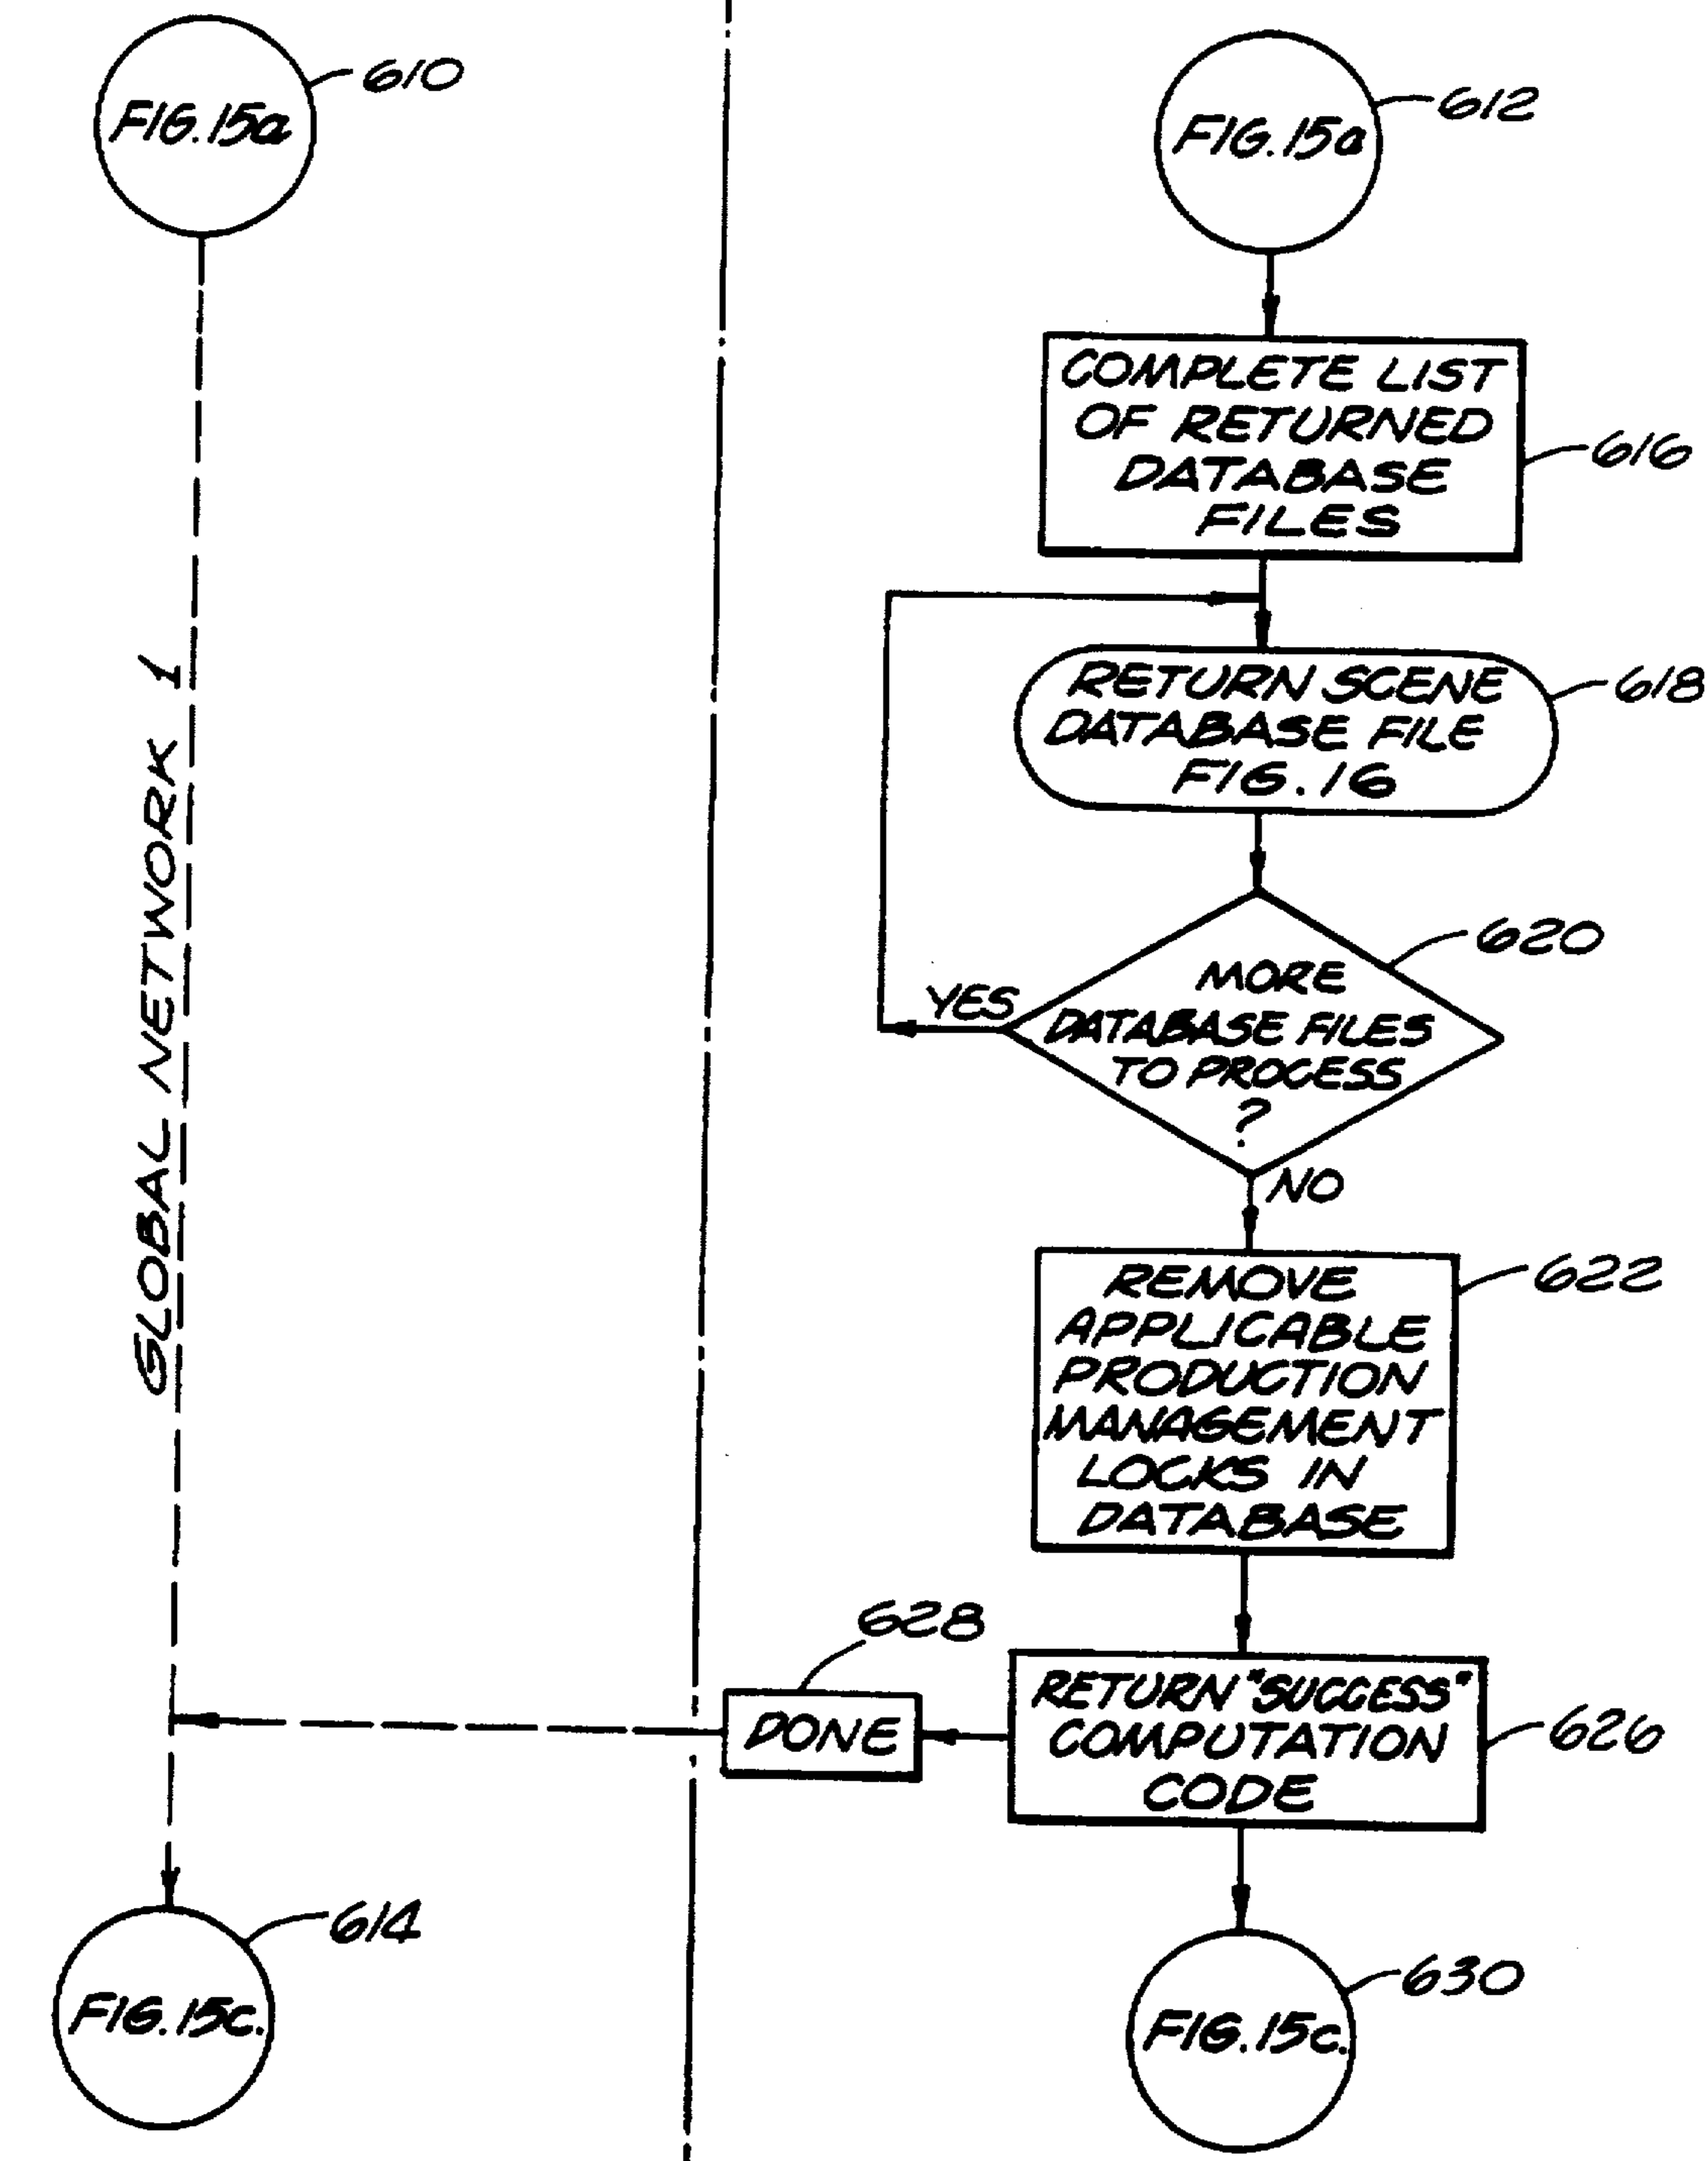 FIG. 15a
610
GLOBAL NETWORK 1
FIG. 15a
612
COMPLETE LIST
OF RETURNED
DATABASE
FILES
616
RETURN SCENE
DATABASE FILE
FIG. 16
618
MORE
DATABASE FILES
TO PROCESS
?
620
YES
NO
REMOVE
APPLICABLE
PRODUCTION
MANAGEMENT
LOCKS IN
DATABASE
622
RETURN "SUCCESS"
COMPUTATION
CODE
626
DONE
628
FIG. 15c.
614
FIG. 15c.
630